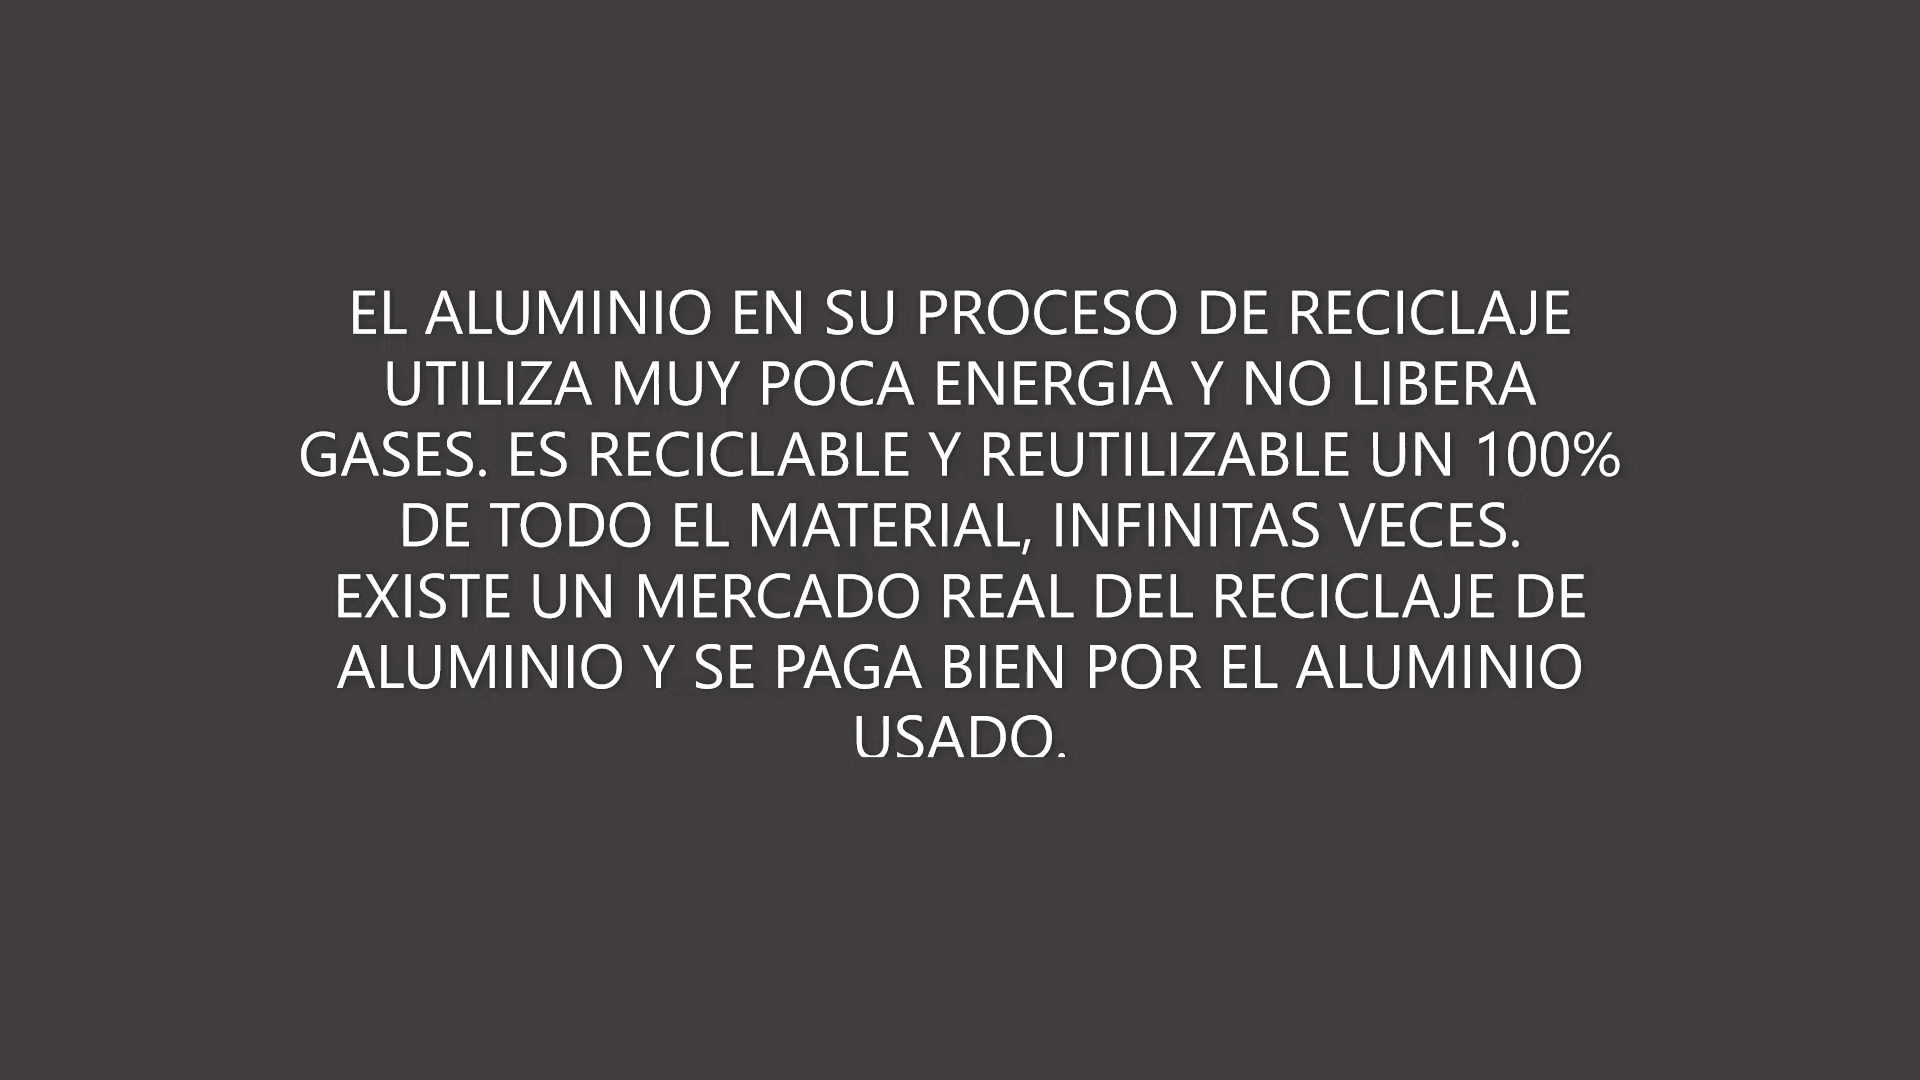 EL ALUMINIO EN SU PROCESO DE RECICLAJE
UTILIZA MUY POCA ENERGIA Y NO LIBERA
GASES. ES RECICLABLE Y REUTILIZABLE UN 100%
DE TODO EL MATERIAL, INFINITAS VECES.
EXISTE UN MERCADO REAL DEL RECICLAJE DE
ALUMINIO Y SE PAGA BIEN POR EL ALUMINIO
USADO.